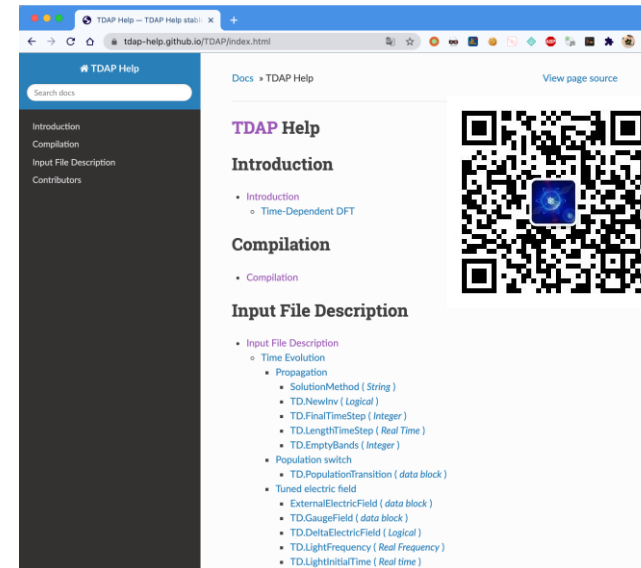 TDAP Help — TDAP Help stabl
tdap-help.github.io/TDAP/index.html
TDAP Help
Search docs
Introduction
Compilation
Input File Description
Contributors
Docs » TDAP Help
View page source
TDAP Help
Introduction
Introduction
Time-Dependent DFT
Compilation
Compilation
Input File Description
Input File Description
Time Evolution
Propagation
SolutionMethod ( String )
TD.NewInv ( Logical )
TD.FinalTimeStep ( Integer )
TD.LengthTimeStep ( Real Time )
TD.EmptyBands ( Integer )
Population switch
TD.PopulationTransition ( data block )
Tuned electric field
ExternalElectricField ( data block )
TD.GaugeField ( data block )
TD.DeltaElectricField ( Logical )
TD.LightFrequency ( Real Frequency )
TD.LightInitialTime ( Real time )